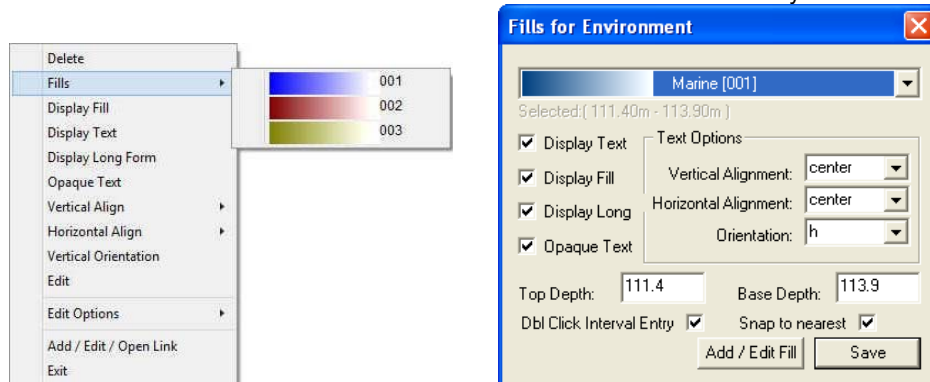 Delete
Fills
Display Fill
Display Text
Display Long Form
Opaque Text
Vertical Align
Horizontal Align
Vertical Orientation
Edit
Edit Options
Add / Edit / Open Link
Exit
001
002
003
Fills for Environment
Marine [001]
Selected:( 111.40m - 113.90m )
Display Text
Display Fill
Display Long
Opaque Text
Text Options
Vertical Alignment: center
Horizontal Alignment: center
Orientation: h
Top Depth: 111.4 Base Depth: 113.9
Dbl Click Interval Entry Snap to nearest
Add / Edit Fill Save